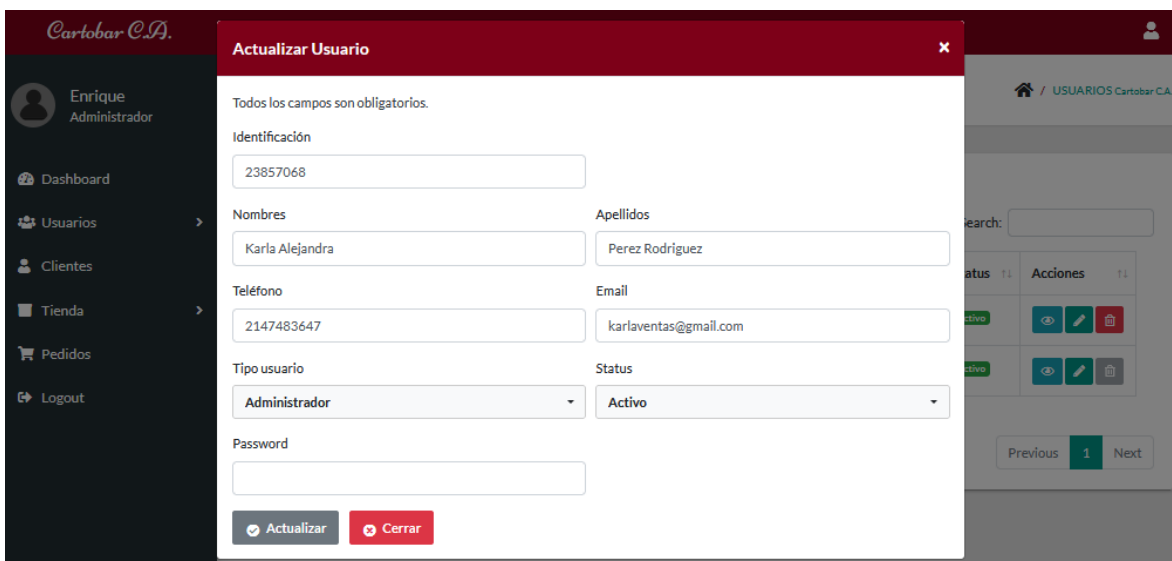 Cartobar C.A.
Enrique
Administrador
Dashboard
Usuarios
Clientes
Tienda
Pedidos
Logout
Actualizar Usuario
Todos los campos son obligatorios.
Identificación
23857068
Nombres Apellidos
Karla Alejandra Perez Rodriguez
Teléfono Email
2147483647 karlaventas@gmail.com
Tipo usuario Status
Administrador Activo
Password
Actualizar Cerrar
/ USUARIOS Cartobar C.A.
earch:
atus Acciones
ctivo
ctivo
Previous 1 Next